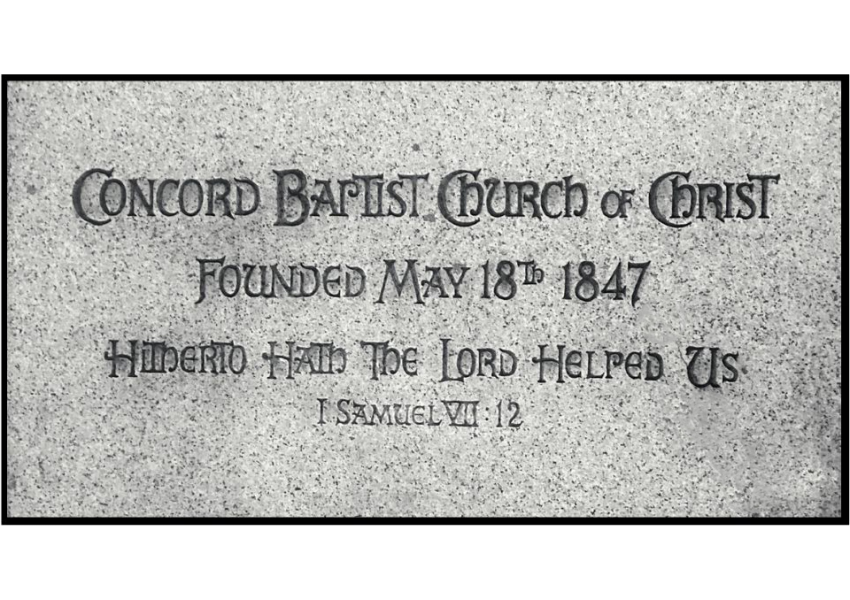 Concord Baptist Church of Christ
Founded May 18th 1847
Hitherto Hath The Lord Helped Us.
I Samuel VII : 12